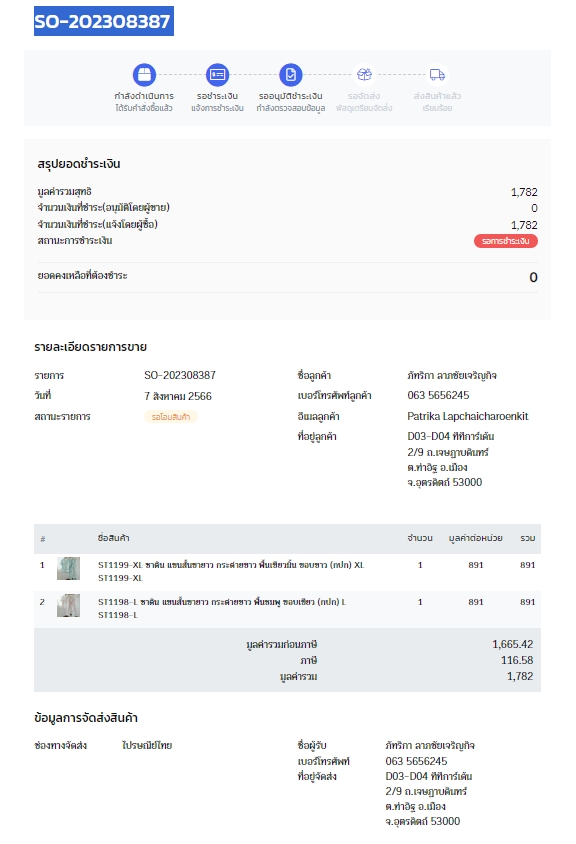 SO-202308387
กำลังดำเนินการ รอชำระเงิน รออนุมัติชำระเงิน รอจัดส่ง ส่งสินค้าแล้ว
ได้รับคำสั่งซื้อแล้ว แจ้งการชำระเงิน กำลังตรวจสอบข้อมูล พัสดุเตรียมจัดส่ง เรียบร้อย
สรุปยอดชำระเงิน
มูลค่ารวมสุทธิ 1,782
จำนวนเงินที่ชำระ(อนุมัติโดยผู้ขาย) 0
จำนวนเงินที่ชำระ(แจ้งโดยผู้ซื้อ) 1,782
สถานะการชำระเงิน รอการชำระเงิน
ยอดคงเหลือที่ต้องชำระ 0
รายละเอียดรายการขาย
รายการ SO-202308387 ชื่อลูกค้า ภัทริกา ลาภชัยเจริญกิจ
วันที่ 7 สิงหาคม 2566 เบอร์โทรศัพท์ลูกค้า 063 5656245
สถานะรายการ รอโอนสินค้า อีเมลลูกค้า Patrika Lapchaicharoenkit
ที่อยู่ลูกค้า D03-D04 ทีทีการ์เด้น
2/9 ถ.เจษฎาบดินทร์
ต.ท่าอิฐ อ.เมือง
จ.อุตรดิตถ์ 53000
# ชื่อสินค้า จำนวน มูลค่าต่อหน่วย รวม
1 ST1199-XL ซาติน แขนสั้นขายาว กระต่ายขาว พื้นเขียวมิ้น ขอบขาว (กปก) XL 1 891 891
ST1199-XL
2 ST1198-L ซาติน แขนสั้นขายาว กระต่ายขาว พื้นชมพู ขอบเขียว (กปก) L 1 891 891
ST1198-L
มูลค่ารวมก่อนภาษี 1,665.42
ภาษี 116.58
มูลค่ารวม 1,782
ข้อมูลการจัดส่งสินค้า
ช่องทางจัดส่ง ไปรษณีย์ไทย ชื่อผู้รับ ภัทริกา ลาภชัยเจริญกิจ
เบอร์โทรศัพท์ 063 5656245
ที่อยู่จัดส่ง D03-D04 ทีทีการ์เด้น
2/9 ถ.เจษฎาบดินทร์
ต.ท่าอิฐ อ.เมือง
จ.อุตรดิตถ์ 53000